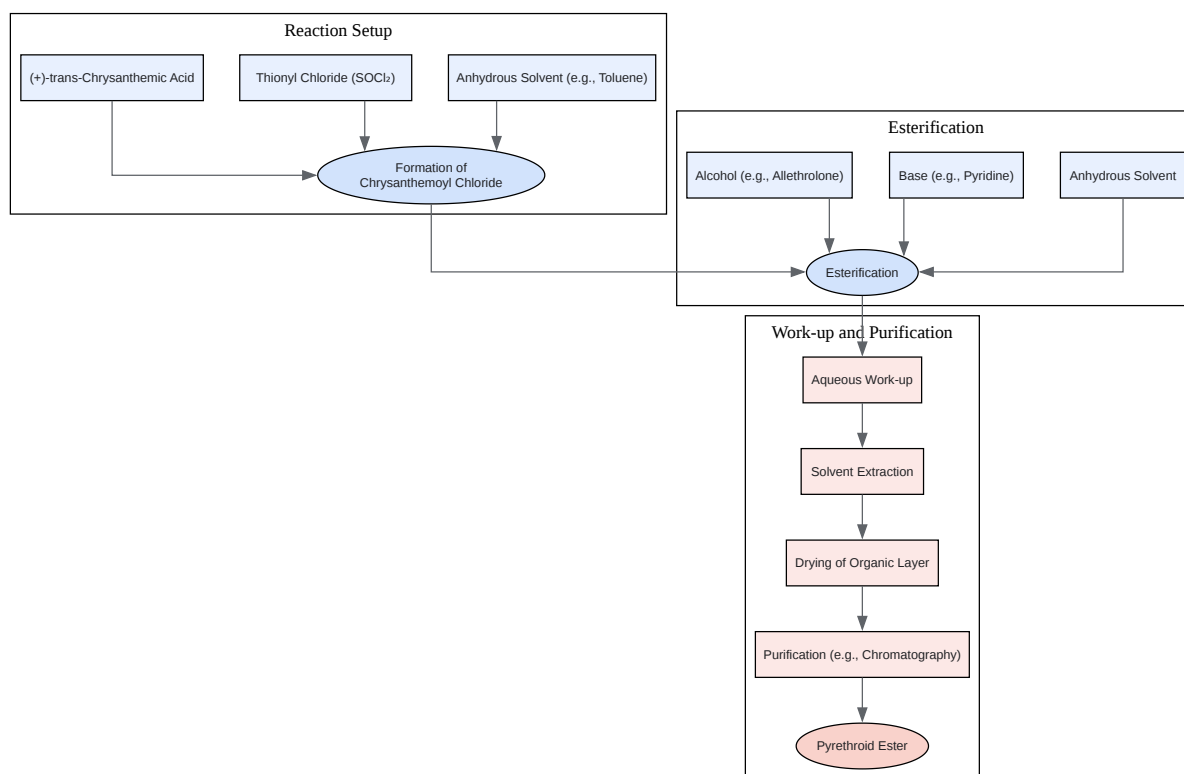 Reaction Setup
(+)-trans-Chrysanthemic Acid
Thionyl Chloride (SOCl₂)
Anhydrous Solvent (e.g., Toluene)
Formation of
Chrysanthemoyl Chloride
Esterification
Alcohol (e.g., Allethrolone)
Base (e.g., Pyridine)
Anhydrous Solvent
Esterification
Work-up and Purification
Aqueous Work-up
Solvent Extraction
Drying of Organic Layer
Purification (e.g., Chromatography)
Pyrethroid Ester